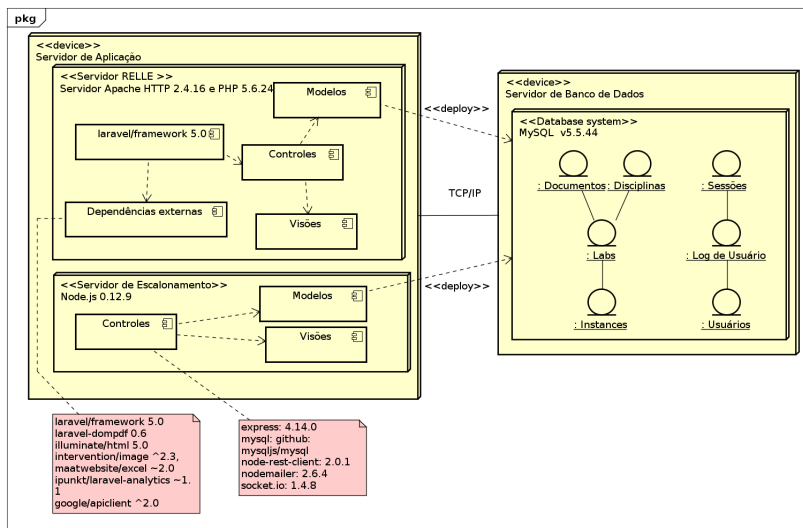 pkg
<<device>>
Servidor de Aplicação
<<Servidor RELLE >>
Servidor Apache HTTP 2.4.16 e PHP 5.6.24
Modelos
laravel/framework 5.0
Controles
Dependências externas
Visões
<<Servidor de Escalonamento>>
Node.js 0.12.9
Modelos
Controles
Visões
<<deploy>>
TCP/IP
<<deploy>>
<<device>>
Servidor de Banco de Dados
<<Database system>>
MySQL v5.5.44
: Documentos
: Disciplinas
: Sessões
: Labs
: Log de Usuário
: Instances
: Usuários
laravel/framework 5.0
laravel-dompdf 0.6
illuminate/html 5.0
intervention/image ^2.3,
maatwebsite/excel ~2.0
ipunkt/laravel-analytics ~1.
1
google/apiclient ^2.0
express: 4.14.0
mysql: github:
mysqljs/mysql
node-rest-client: 2.0.1
nodemailer: 2.6.4
socket.io: 1.4.8